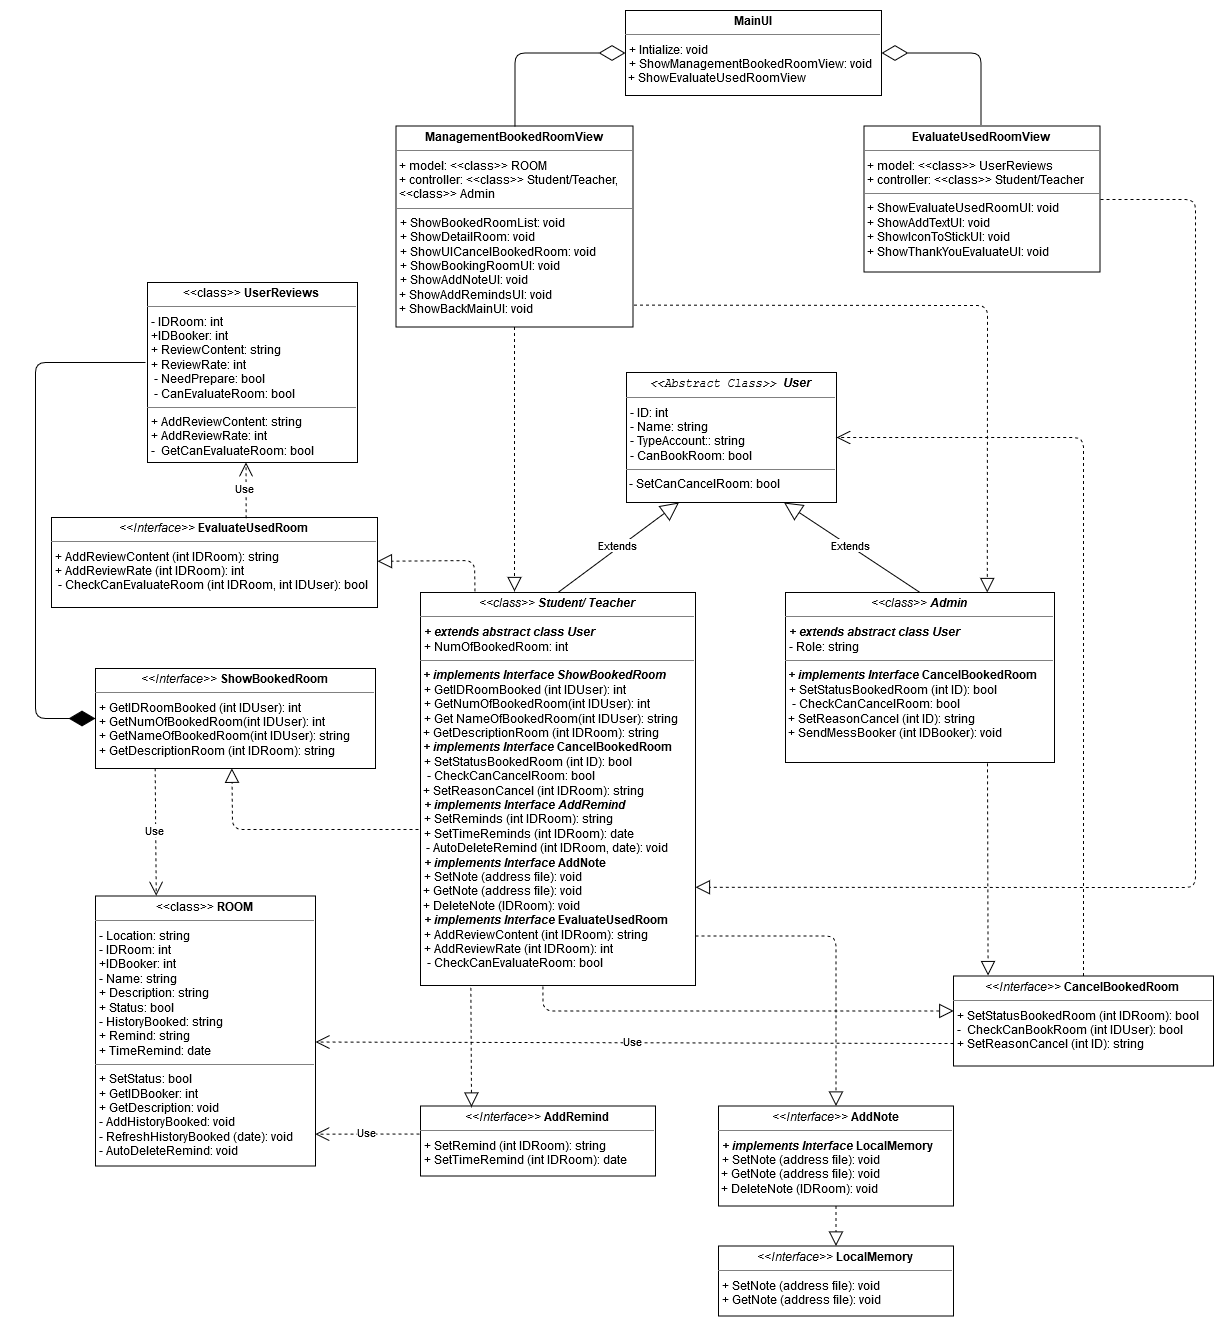 MainUI
+ Intialize: void
+ ShowManagementBookedRoomView: void
+ ShowEvaluateUsedRoomView
ManagementBookedRoomView
+ model: <<class>> ROOM
+ controller: <<class>> Student/Teacher,
<<class>> Admin
+ ShowBookedRoomList: void
+ ShowDetailRoom: void
+ ShowUICancelBookedRoom: void
+ ShowBookingRoomUI: void
+ ShowAddNoteUI: void
+ ShowAddRemindsUI: void
+ ShowBackMainUI: void
EvaluateUsedRoomView
+ model: <<class>> UserReviews
+ controller: <<class>> Student/Teacher
+ ShowEvaluateUsedRoomUI: void
+ ShowAddTextUI: void
+ ShowIconToStickUI: void
+ ShowThankYouEvaluateUI: void
<<class>> UserReviews
- IDRoom: int
+IDBooker: int
+ ReviewContent: string
+ ReviewRate: int
- NeedPrepare: bool
- CanEvaluateRoom: bool
+ AddReviewContent: string
+ AddReviewRate: int
- GetCanEvaluateRoom: bool
Use
<<Abstract Class>> User
- ID: int
- Name: string
- TypeAccount:: string
- CanBookRoom: bool
- SetCanCancelRoom: bool
Extends
Extends
<<Interface>> EvaluateUsedRoom
+ AddReviewContent (int IDRoom): string
+ AddReviewRate (int IDRoom): int
- CheckCanEvaluateRoom (int IDRoom, int IDUser): bool
<<class>> Student/ Teacher
+ extends abstract class User
+ NumOfBookedRoom: int
+ implements Interface ShowBookedRoom
+ GetIDRoomBooked (int IDUser): int
+ GetNumOfBookedRoom(int IDUser): int
+ Get NameOfBookedRoom(int IDUser): string
+ GetDescriptionRoom (int IDRoom): string
+ implements Interface CancelBookedRoom
+ SetStatusBookedRoom (int ID): bool
- CheckCanCancelRoom: bool
+ SetReasonCancel (int IDRoom): string
+ implements Interface AddRemind
+ SetReminds (int IDRoom): string
+ SetTimeReminds (int IDRoom): date
- AutoDeleteRemind (int IDRoom, date): void
+ implements Interface AddNote
+ SetNote (address file): void
+ GetNote (address file): void
+ DeleteNote (IDRoom): void
+ implements Interface EvaluateUsedRoom
+ AddReviewContent (int IDRoom): string
+ AddReviewRate (int IDRoom): int
- CheckCanEvaluateRoom: bool
<<class>> Admin
+ extends abstract class User
- Role: string
+ implements Interface CancelBookedRoom
+ SetStatusBookedRoom (int ID): bool
- CheckCanCancelRoom: bool
+ SetReasonCancel (int ID): string
+ SendMessBooker (int IDBooker): void
<<Interface>> ShowBookedRoom
+ GetIDRoomBooked (int IDUser): int
+ GetNumOfBookedRoom(int IDUser): int
+ GetNameOfBookedRoom(int IDUser): string
+ GetDescriptionRoom (int IDRoom): string
Use
<<class>> ROOM
- Location: string
- IDRoom: int
+IDBooker: int
- Name: string
+ Description: string
+ Status: bool
- HistoryBooked: string
+ Remind: string
+ TimeRemind: date
+ SetStatus: bool
+ GetIDBooker: int
+ GetDescription: void
- AddHistoryBooked: void
- RefreshHistoryBooked (date): void
- AutoDeleteRemind: void
<<Interface>> CancelBookedRoom
+ SetStatusBookedRoom (int IDRoom): bool
- CheckCanBookRoom (int IDUser): bool
+ SetReasonCancel (int ID): string
Use
Use
<<Interface>> AddRemind
+ SetRemind (int IDRoom): string
+ SetTimeRemind (int IDRoom): date
<<Interface>> AddNote
+ implements Interface LocalMemory
+ SetNote (address file): void
+ GetNote (address file): void
+ DeleteNote (IDRoom): void
<<Interface>> LocalMemory
+ SetNote (address file): void
+ GetNote (address file): void